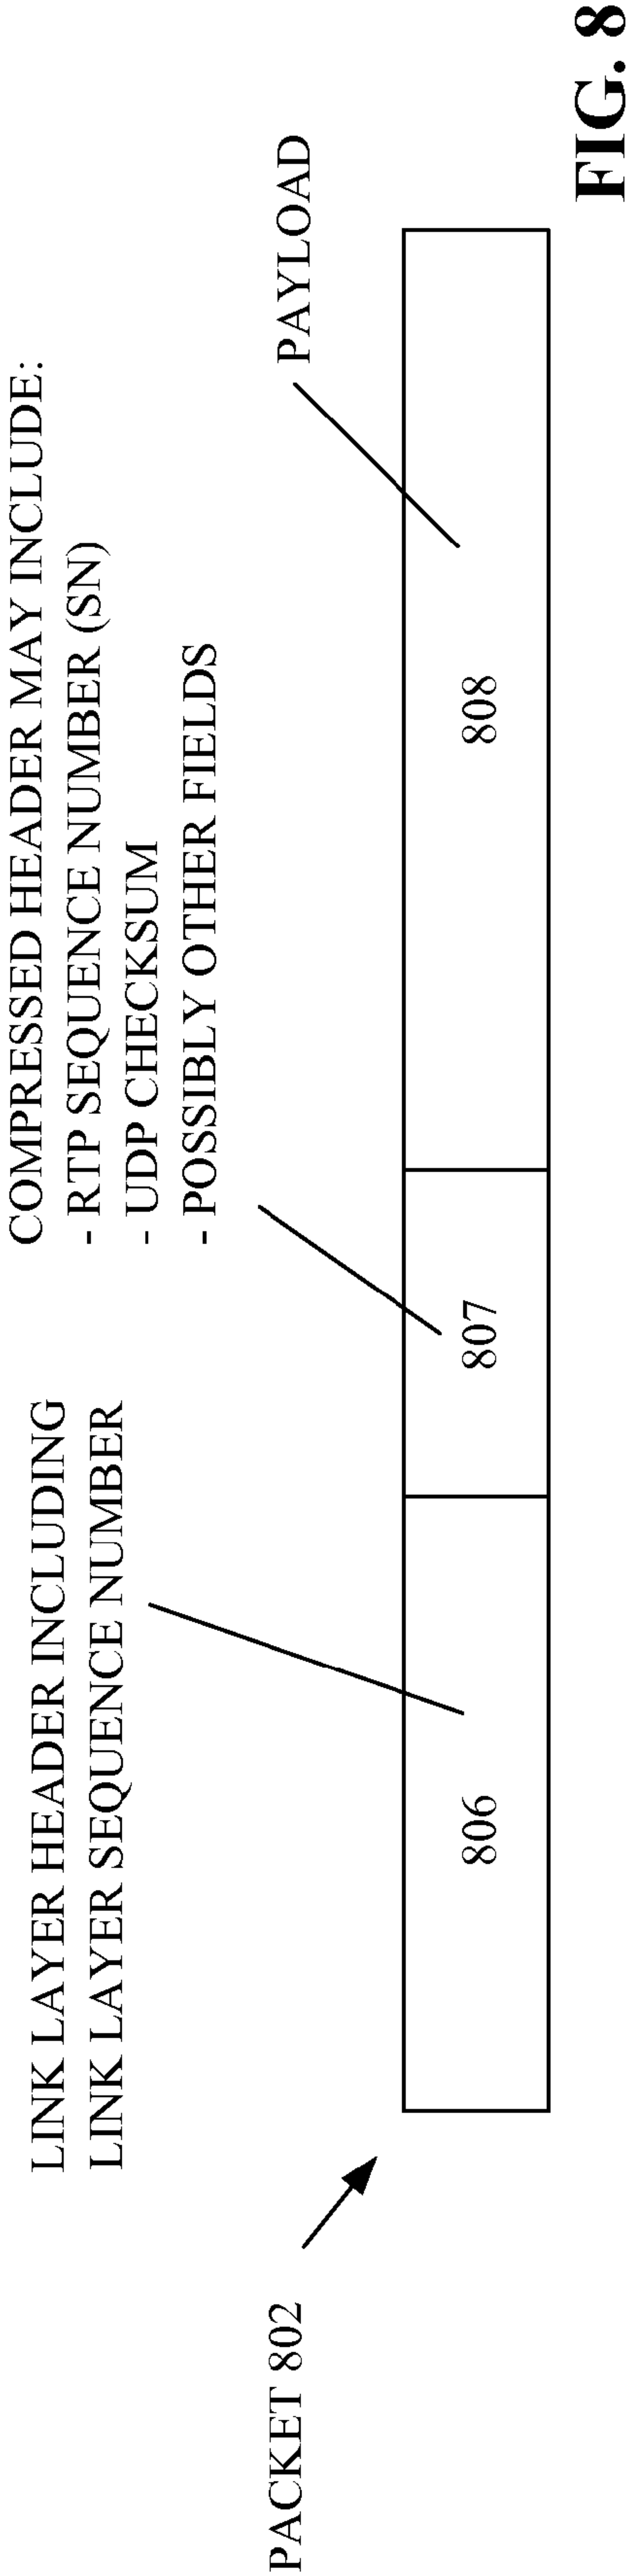 COMPRESSED HEADER MAY INCLUDE:
- RTP SEQUENCE NUMBER (SN)
- UDP CHECKSUM
- POSSIBLY OTHER FIELDS
LINK LAYER HEADER INCLUDING
LINK LAYER SEQUENCE NUMBER
PAYLOAD
PACKET 802
806
807
808
FIG. 8